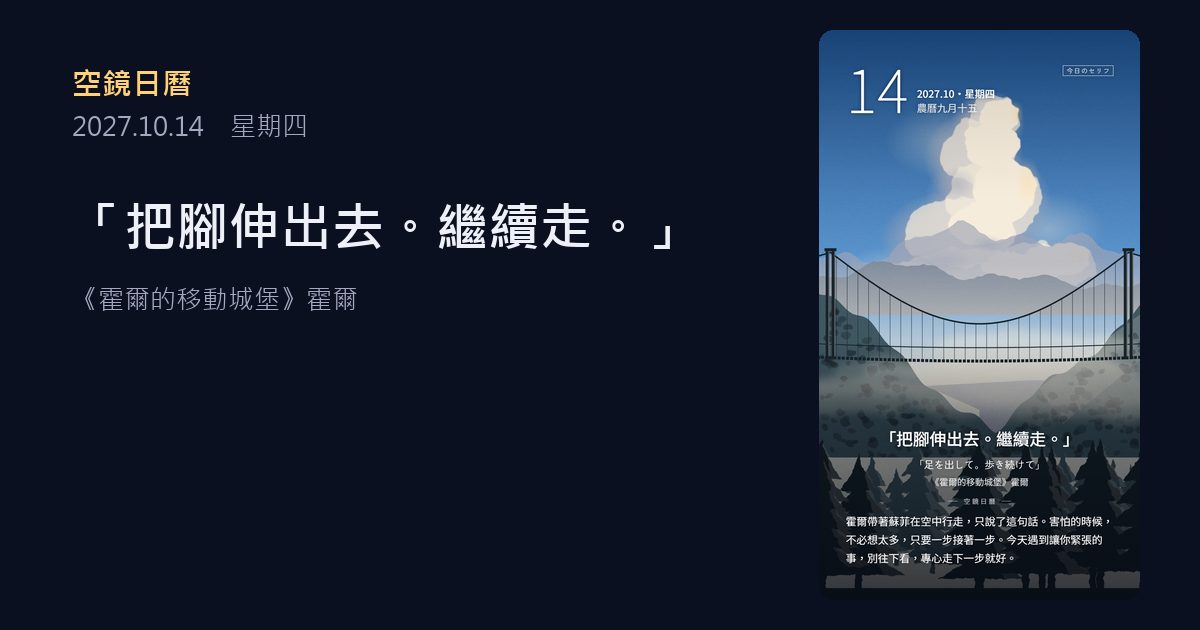 空鏡日曆
2027.10.14 星期四
「把腳伸出去。繼續走。」
《霍爾的移動城堡》霍爾
14
2027.10・星期四
農曆九月十五
今日のセリフ
「把腳伸出去。繼續走。」
「足を出して。歩き続けて」
《霍爾的移動城堡》霍爾
空鏡日曆
霍爾帶著蘇菲在空中行走，只說了這句話。害怕的時候，
不必想太多，只要一步接著一步。今天遇到讓你緊張的
事，別往下看，專心走下一步就好。